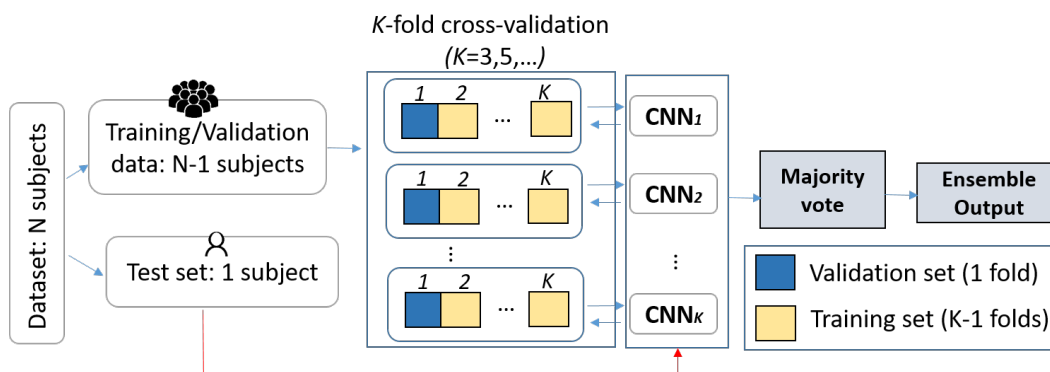 K-fold cross-validation
(K=3,5,...)
Dataset: N subjects
Training/Validation
data: N-1 subjects
Test set: 1 subject
1 2 ... K
CNN1
1 2 ... K
CNN2
⋮ ⋮
1 2 ... K
CNNK
Majority
vote
Ensemble
Output
Validation set (1 fold)
Training set (K-1 folds)